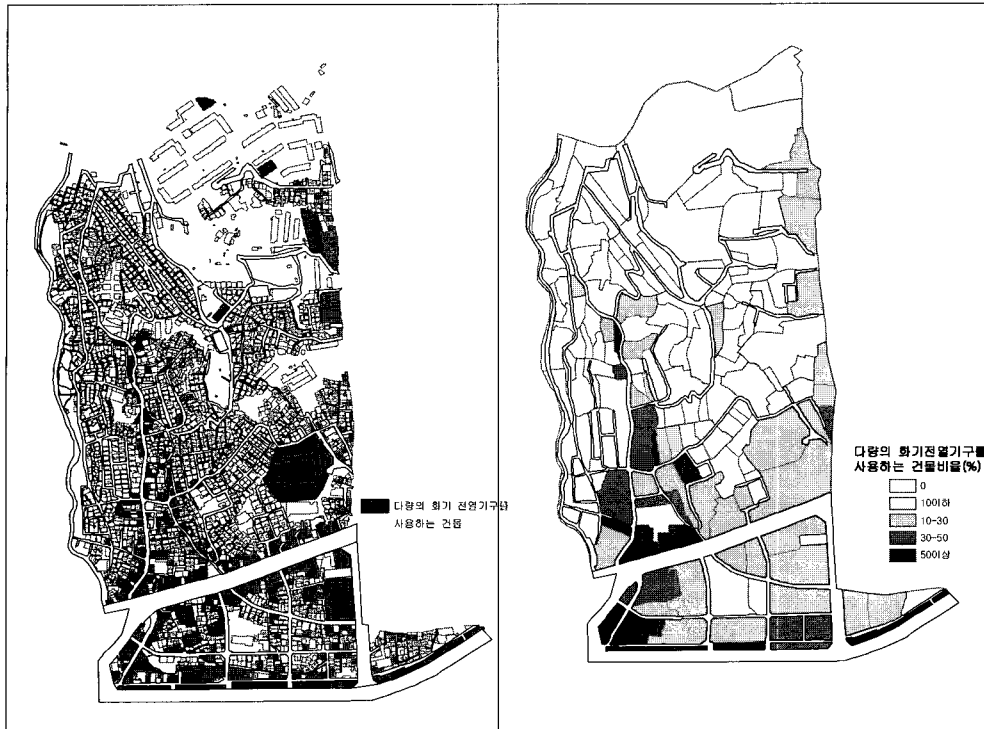 다량의 화기 전열기구를
사용하는 건물
다량의 화기전열기구를
사용하는 건물비율(%)
0
10이하
10-30
30-50
50이상